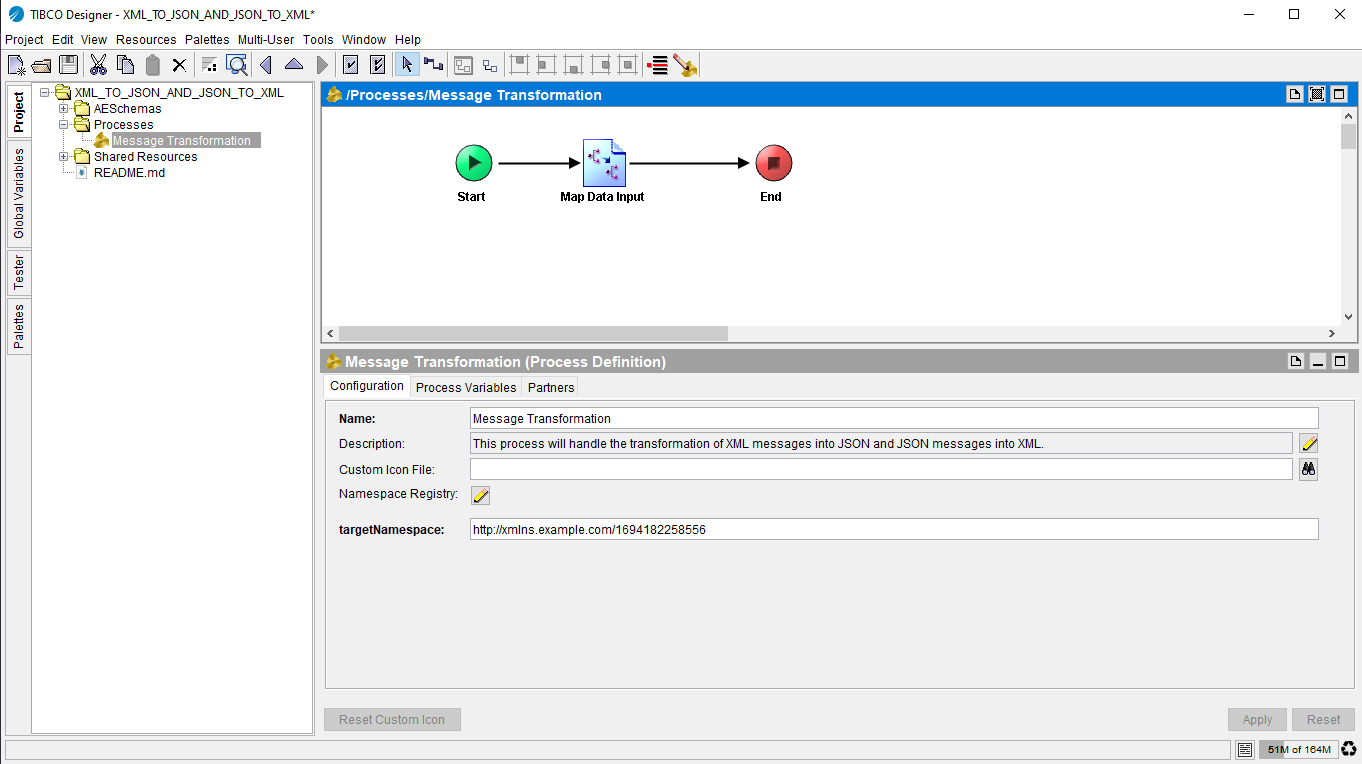 TIBCO Designer - XML_TO_JSON_AND_JSON_TO_XML*
Project Edit View Resources Palettes Multi-User Tools Window Help
Project
Global Variables
Tester
Palettes
XML_TO_JSON_AND_JSON_TO_XML
AESchemas
Processes
Message Transformation
Shared Resources
README.md
/Processes/Message Transformation
Start
Map Data Input
End
Message Transformation (Process Definition)
Configuration Process Variables Partners
Name: Message Transformation
Description: This process will handle the transformation of XML messages into JSON and JSON messages into XML.
Custom Icon File:
Namespace Registry:
targetNamespace: http://xmlns.example.com/1694182258556
Reset Custom Icon Apply Reset
51M of 164M